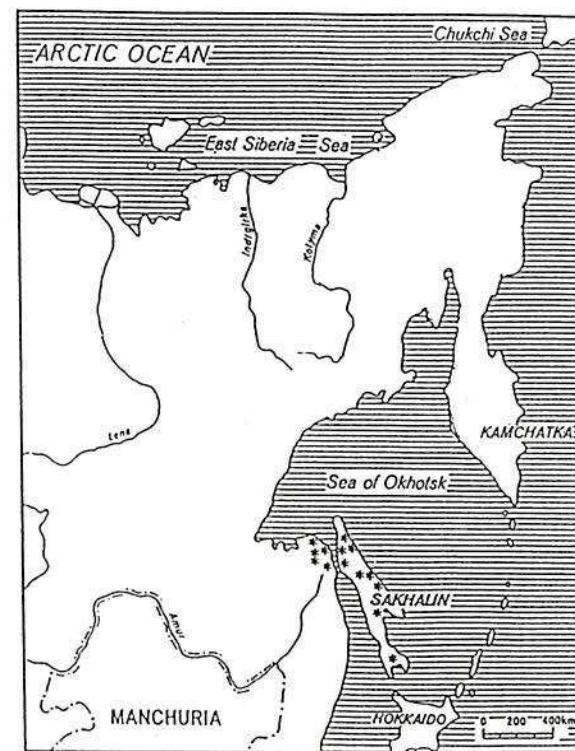 Chukchi Sea
ARCTIC OCEAN
East Siberia Sea
Indigirka
Kolyma
Lena
KAMCHATKA
Sea of Okhotsk
SAKHALIN
Amur
MANCHURIA
HOKKAIDO
0 200 400km